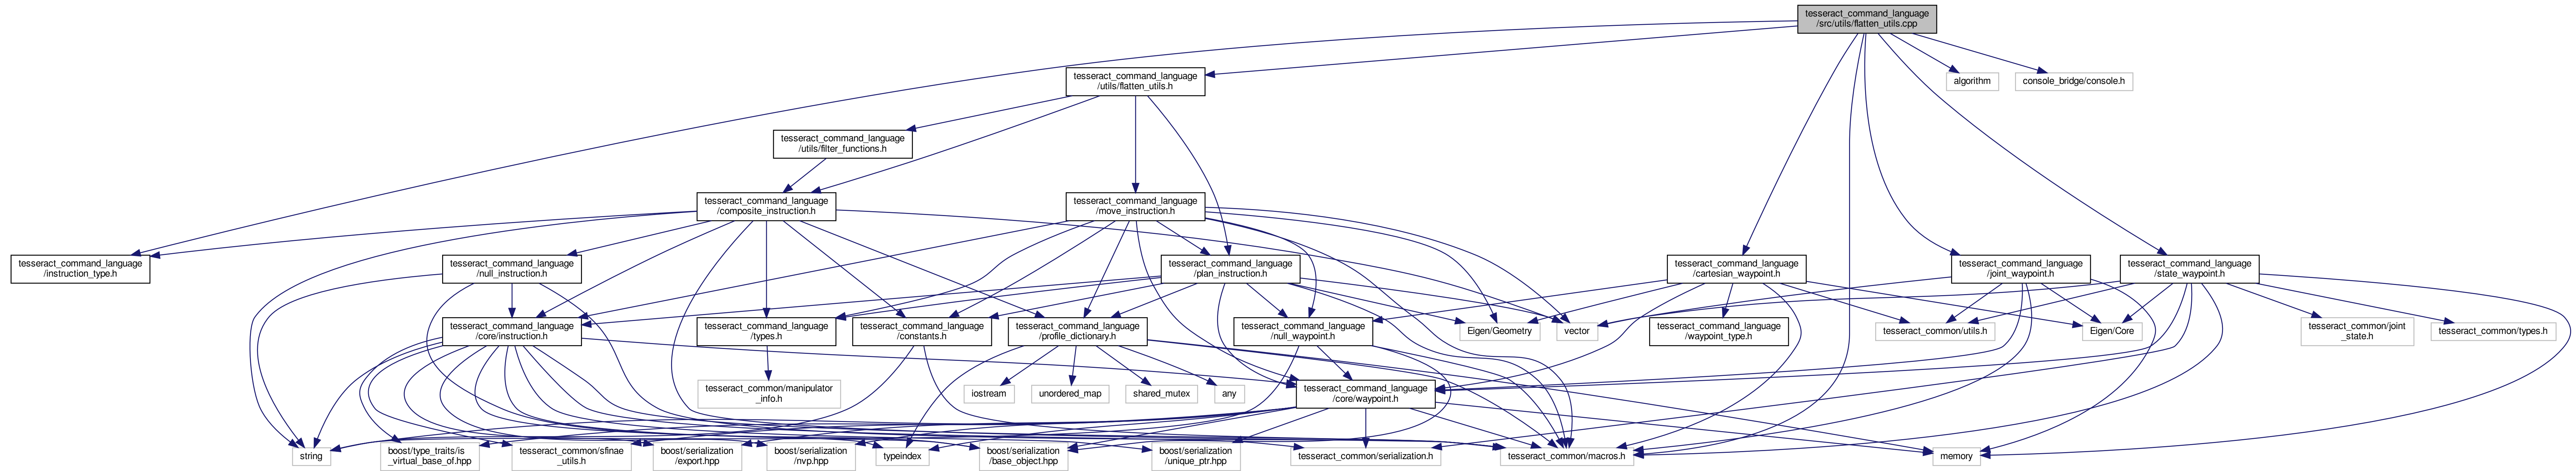 tesseract_command_language
/src/utils/flatten_utils.cpp
tesseract_command_language
/utils/flatten_utils.h
algorithm
console_bridge/console.h
tesseract_command_language
/utils/filter_functions.h
tesseract_command_language
/composite_instruction.h
tesseract_command_language
/move_instruction.h
tesseract_command_language
/instruction_type.h
tesseract_command_language
/null_instruction.h
tesseract_command_language
/plan_instruction.h
tesseract_command_language
/cartesian_waypoint.h
tesseract_command_language
/joint_waypoint.h
tesseract_command_language
/state_waypoint.h
tesseract_command_language
/core/instruction.h
tesseract_command_language
/types.h
tesseract_command_language
/constants.h
tesseract_command_language
/profile_dictionary.h
tesseract_command_language
/null_waypoint.h
Eigen/Geometry
vector
tesseract_command_language
/waypoint_type.h
tesseract_common/utils.h
Eigen/Core
tesseract_common/joint
_state.h
tesseract_common/types.h
tesseract_common/manipulator
_info.h
iostream
unordered_map
shared_mutex
any
tesseract_command_language
/core/waypoint.h
string
boost/type_traits/is
_virtual_base_of.hpp
tesseract_common/sfinae
_utils.h
boost/serialization
/export.hpp
boost/serialization
/nvp.hpp
typeindex
boost/serialization
/base_object.hpp
boost/serialization
/unique_ptr.hpp
tesseract_common/serialization.h
tesseract_common/macros.h
memory